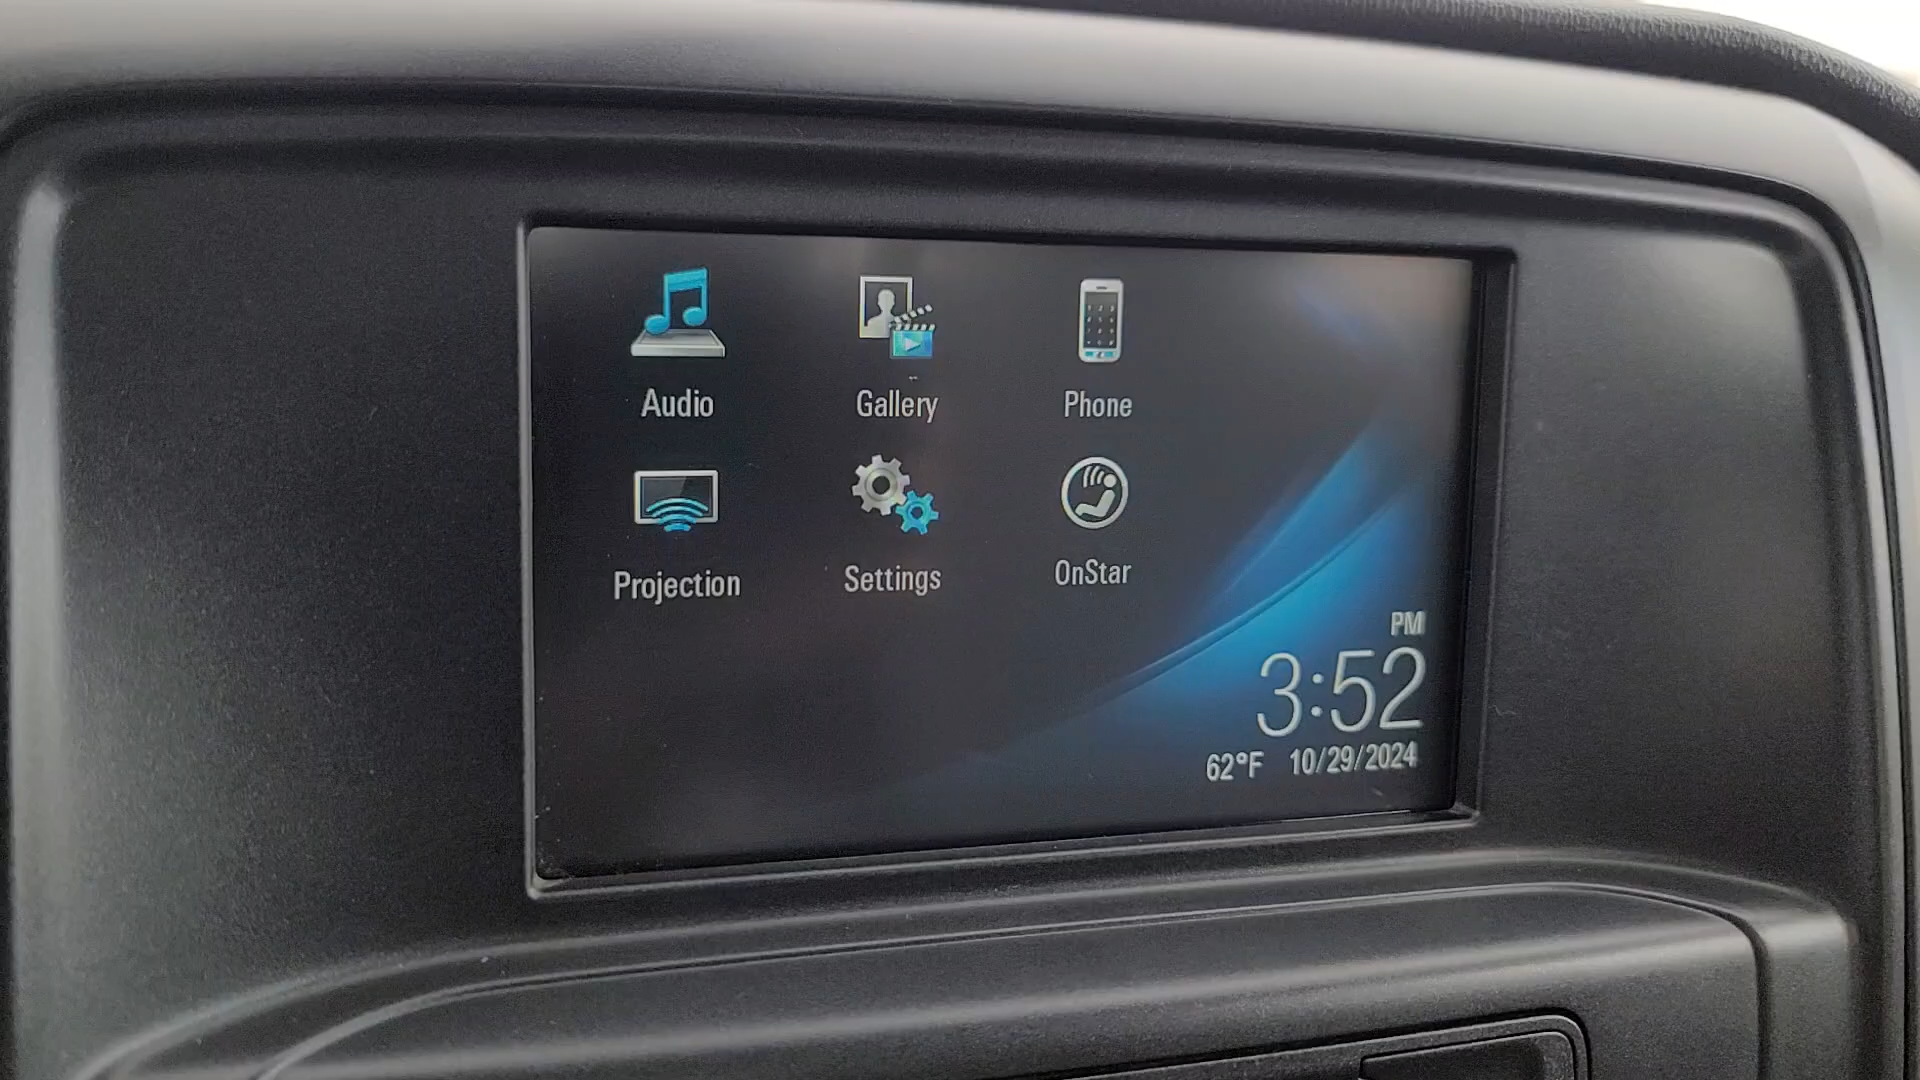 Audio
Gallery
Phone
Projection
Settings
OnStar
PM
3:52
62°F 10/29/2024